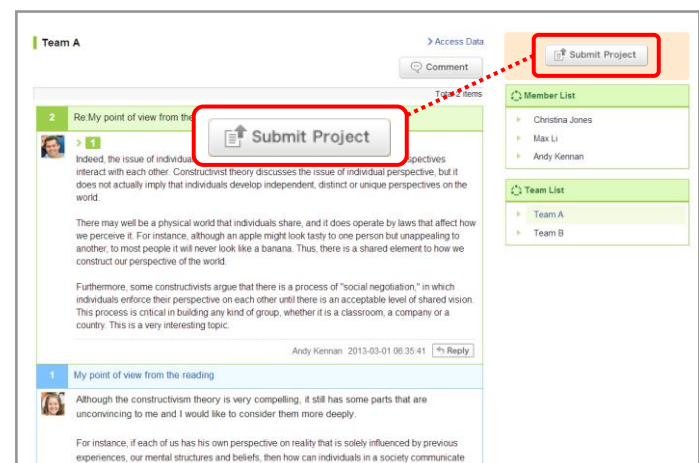 Team A
Access Data
Submit Project
Comment
Total 2 items
Member List
2 Re:My point of view from the
Submit Project
Christina Jones
Max Li
Andy Kennan
1
Indeed, the issue of individua spectives
interact with each other. Constructivist theory discusses the issue of individual perspective, but it
does not actually imply that individuals develop independent, distinct or unique perspectives on the
world.
Team List
Team A
Team B
There may well be a physical world that individuals share, and it does operate by laws that affect how
we perceive it. For instance, although an apple might look tasty to one person but unappealing to
another, to most people it will never look like a banana. Thus, there is a shared element to how we
construct our perspective of the world.
Furthermore, some constructivists argue that there is a process of "social negotiation," in which
individuals enforce their perspective on each other until there is an acceptable level of shared vision.
This process is critical in building any kind of group, whether it is a classroom, a company or a
country. This is a very interesting topic.
Andy Kennan 2013-03-01 06:35:41 Reply
1 My point of view from the reading
Although the constructivism theory is very compelling, it still has some parts that are
unconvincing to me and I would like to consider them more deeply.
For instance, if each of us has his own perspective on reality that is solely influenced by previous
experiences, our mental structures and beliefs, then how can individuals in a society communicate